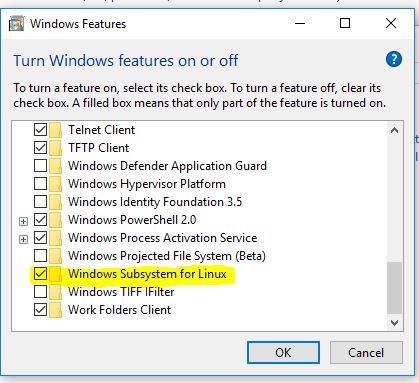 Windows Features
Turn Windows features on or off
To turn a feature on, select its check box. To turn a feature off, clear its
check box. A filled box means that only part of the feature is turned on.
Telnet Client
TFTP Client
Windows Defender Application Guard
Windows Hypervisor Platform
Windows Identity Foundation 3.5
Windows PowerShell 2.0
Windows Process Activation Service
Windows Projected File System (Beta)
Windows Subsystem for Linux
Windows TIFF IFilter
Work Folders Client
OK
Cancel